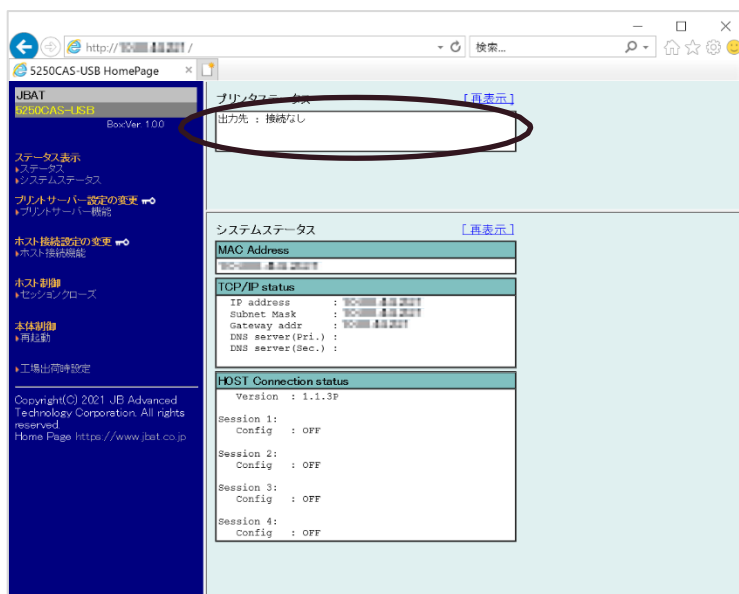 http://
検索...
5250CAS-USB HomePage
JBAT
5250CAS-USB
Box:Ver. 1.0.0
ステータス表示
ステータス
システムステータス
プリントサーバー設定の変更
プリントサーバー機能
ホスト接続設定の変更
ホスト接続機能
ホスト制御
セッションクローズ
本体制御
再起動
工場出荷時設定
Copyright(C) 2021 JB Advanced
Technology Corporation. All rights
reserved.
Home Page https://www.jbat.co.jp
プリンタステータス [再表示]
出力先 : 接続なし
システムステータス [再表示]
MAC Address
TCP/IP status
IP address :
Subnet Mask :
Gateway addr :
DNS server(Pri.) :
DNS server(Sec.) :
HOST Connection status
Version : 1.1.3P
Session 1:
Config : OFF
Session 2:
Config : OFF
Session 3:
Config : OFF
Session 4:
Config : OFF